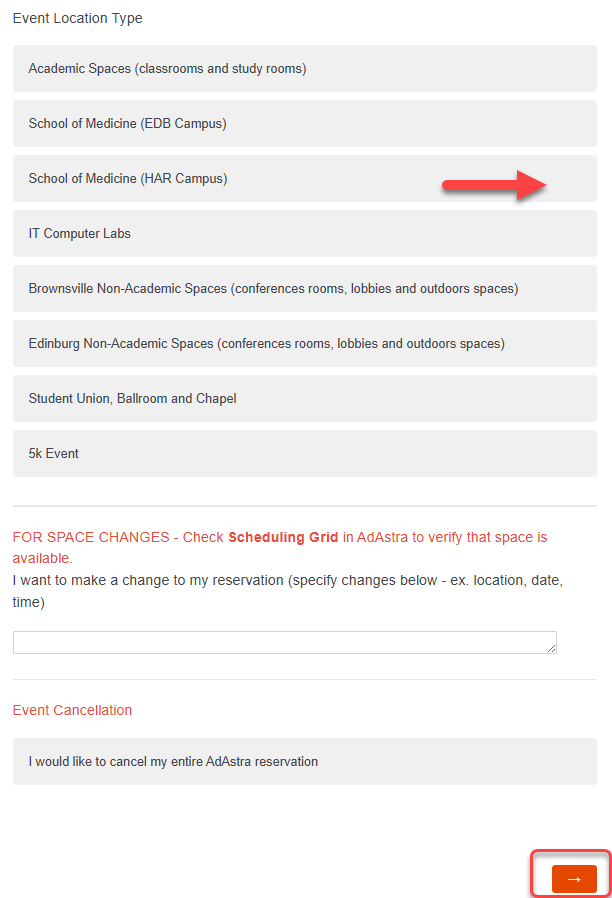 Event Location Type
Academic Spaces (classrooms and study rooms)
School of Medicine (EDB Campus)
School of Medicine (HAR Campus)
IT Computer Labs
Brownsville Non-Academic Spaces (conferences rooms, lobbies and outdoors spaces)
Edinburg Non-Academic Spaces (conferences rooms, lobbies and outdoors spaces)
Student Union, Ballroom and Chapel
5k Event
FOR SPACE CHANGES - Check Scheduling Grid in AdAstra to verify that space is
available.
I want to make a change to my reservation (specify changes below - ex. location, date,
time)
Event Cancellation
I would like to cancel my entire AdAstra reservation
→